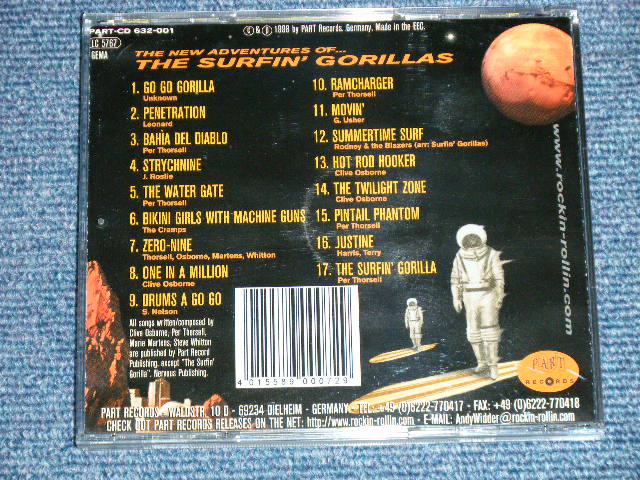 PART-CD 632-001
LC 5767
GEMA
© & ℗ 1998 by PART Records, Germany. Made in the EEC.
THE NEW ADVENTURES OF...
THE SURFIN' GORILLAS
1. GO GO GORILLA
Unknown
2. PENETRATION
Leonard
3. BAHÍA DEL DIABLO
Per Thorsell
4. STRYCHNINE
J. Roslie
5. THE WATER GATE
Per Thorsell
6. BIKINI GIRLS WITH MACHINE GUNS
The Cramps
7. ZERO-NINE
Thorsell, Osborne, Martens, Whitton
8. ONE IN A MILLION
Clive Osborne
9. DRUMS A GO GO
S. Nelson
10. RAMCHARGER
Per Thorsell
11. MOVIN'
G. Usher
12. SUMMERTIME SURF
Rodney & the Blazers (arr: Surfin' Gorillas)
13. HOT ROD HOOKER
Clive Osborne
14. THE TWILIGHT ZONE
Clive Osborne
15. PINTAIL PHANTOM
Per Thorsell
16. JUSTINE
Harris, Terry
17. THE SURFIN' GORILLA
Per Thorsell
All songs written/composed by
Clive Osborne, Per Thorsell,
Marie Martens, Steve Whitton
are published by Part Record
Publishing, except "The Surfin'
Gorilla", Nervous Publishing.
4 015589 000729
www.rockin-rollin.com
PART
RECORDS
PART RECORDS - WALDSTR. 10 D - 69234 DIELHEIM - GERMANY - TEL: +49 (0)6222-770417 - FAX: +49 (0)6222-770418
CHECK OUT PART RECORDS RELEASES ON THE NET: http://www.rockin-rollin.com - E-MAIL: AndyWidder@rockin-rollin.com